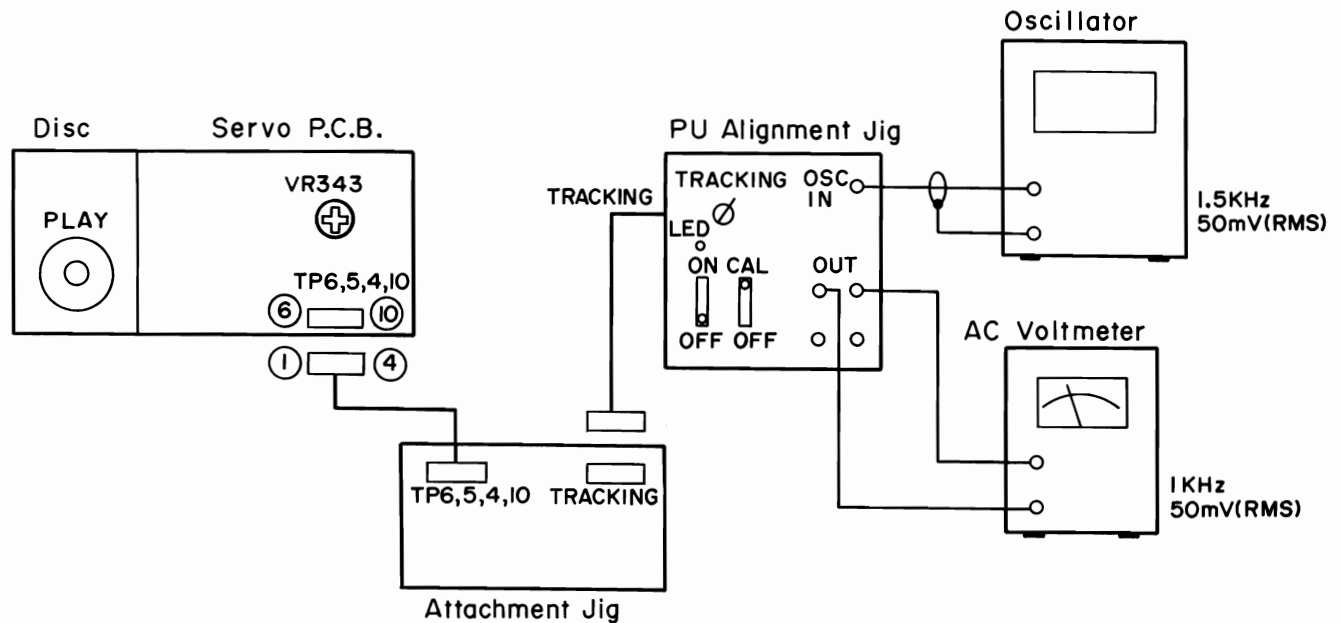 Oscillator
1.5KHz
50mV(RMS)
Disc
Servo P.C.B.
VR343
PLAY
TP6,5,4,10
6
10
1
4
PU Alignment Jig
TRACKING
TRACKING
OSC
IN
LED
ON CAL
OUT
OFF OFF
AC Voltmeter
1KHz
50mV(RMS)
TP6,5,4,10
TRACKING
Attachment Jig